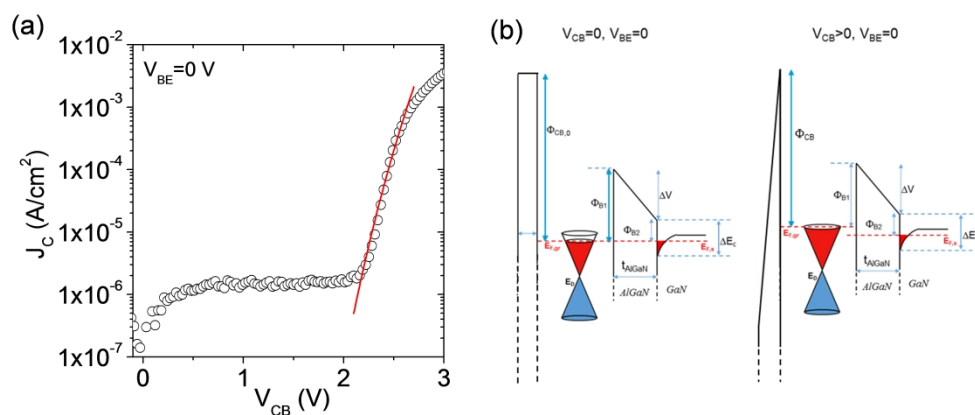 (a)
V_BE=0 V
J_C (A/cm²)
1x10⁻²
1x10⁻³
1x10⁻⁴
1x10⁻⁵
1x10⁻⁶
1x10⁻⁷
0 1 2 3
V_CB (V)
(b)
V_CB=0, V_BE=0
Φ_CB,0
Φ_B1
ΔV
Φ_B2
E_F,gr
E_F,s
ΔE_c
E_D
t_AlGaN
AlGaN
GaN
V_CB>0, V_BE=0
Φ_CB
Φ_B1
ΔV
Φ_B2
E_F,gr
E_F,s
ΔE_c
E_D
t_AlGaN
AlGaN
GaN